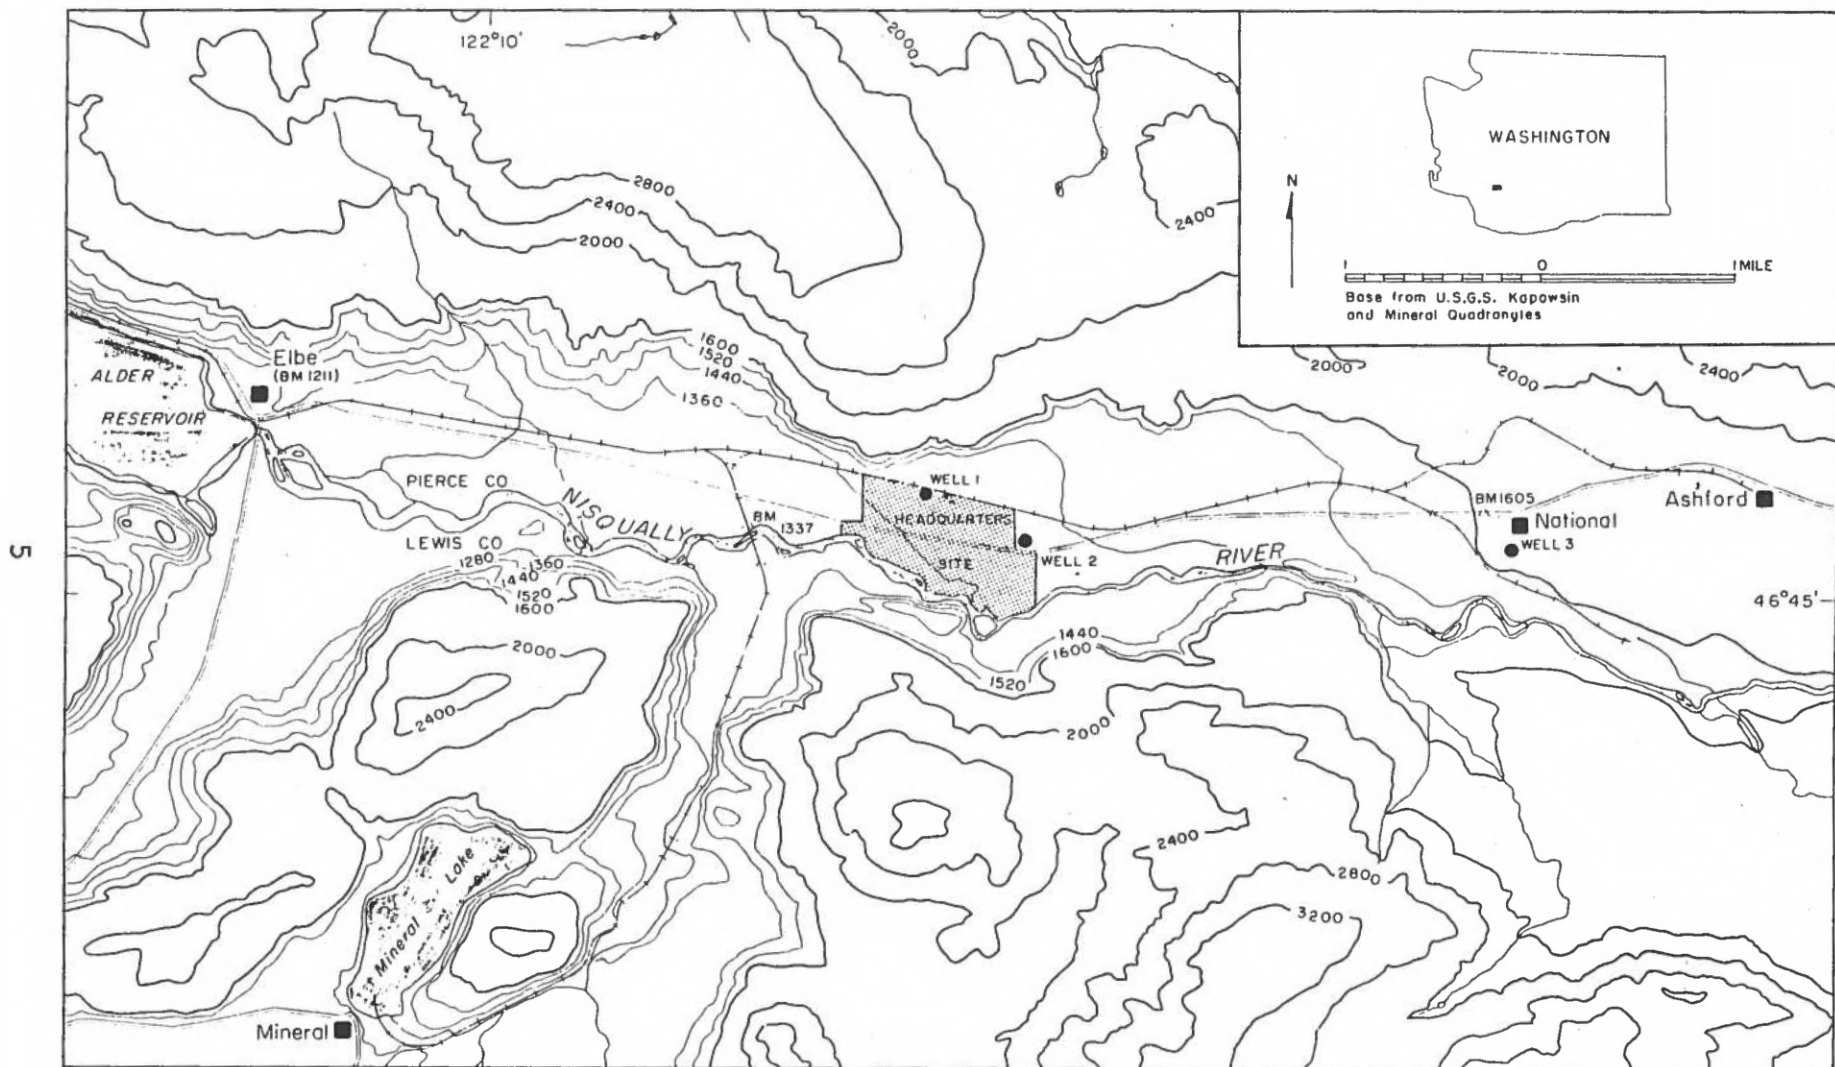 122°10'
2000
WASHINGTON
N
2400
1 0 1 MILE
Base from U.S.G.S. Kapowsin
and Mineral Quadrangles
2800
2400
2000
1600
1520
1440
1360
2000
2000
2400
Elbe
(BM 1211)
ALDER
RESERVOIR
PIERCE CO
NISQUALLY
LEWIS CO
BM
1337
WELL 1
HEADQUARTERS
SITE
WELL 2
RIVER
BM1605
Ashford
National
WELL 3
46°45'
5
1280
1360
1440
1520
1600
2000
2400
1440
1600
1520
2000
2400
2800
3200
Mineral Lake
Mineral